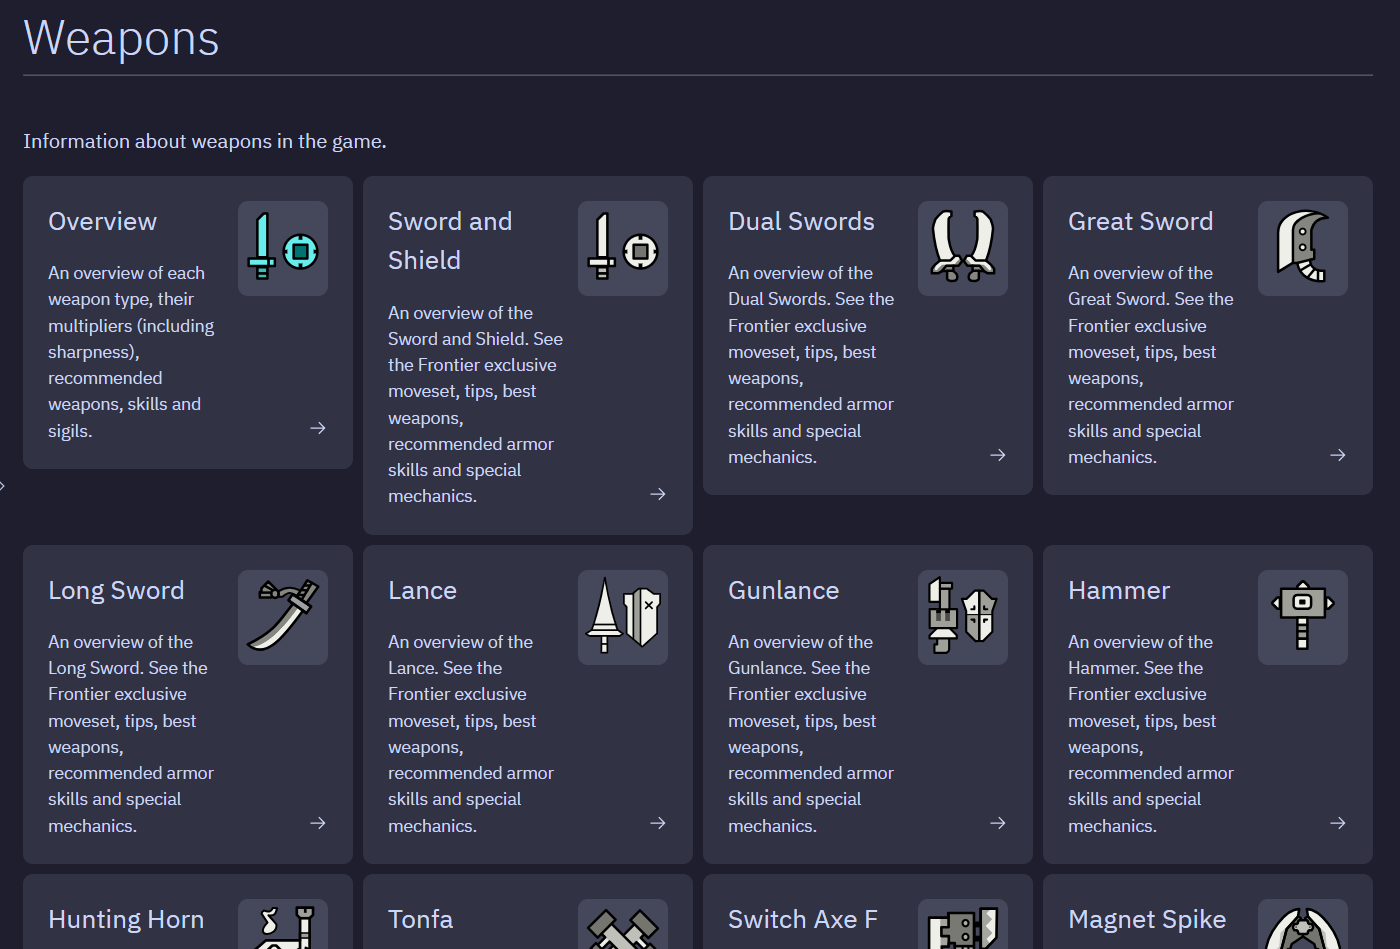 Weapons
Information about weapons in the game.
Overview
An overview of each
weapon type, their
multipliers (including
sharpness),
recommended
weapons, skills and
sigils.
Sword and
Shield
An overview of the
Sword and Shield. See
the Frontier exclusive
moveset, tips, best
weapons,
recommended armor
skills and special
mechanics.
Dual Swords
An overview of the
Dual Swords. See the
Frontier exclusive
moveset, tips, best
weapons,
recommended armor
skills and special
mechanics.
Great Sword
An overview of the
Great Sword. See the
Frontier exclusive
moveset, tips, best
weapons,
recommended armor
skills and special
mechanics.
Long Sword
An overview of the
Long Sword. See the
Frontier exclusive
moveset, tips, best
weapons,
recommended armor
skills and special
mechanics.
Lance
An overview of the
Lance. See the
Frontier exclusive
moveset, tips, best
weapons,
recommended armor
skills and special
mechanics.
Gunlance
An overview of the
Gunlance. See the
Frontier exclusive
moveset, tips, best
weapons,
recommended armor
skills and special
mechanics.
Hammer
An overview of the
Hammer. See the
Frontier exclusive
moveset, tips, best
weapons,
recommended armor
skills and special
mechanics.
Hunting Horn
Tonfa
Switch Axe F
Magnet Spike